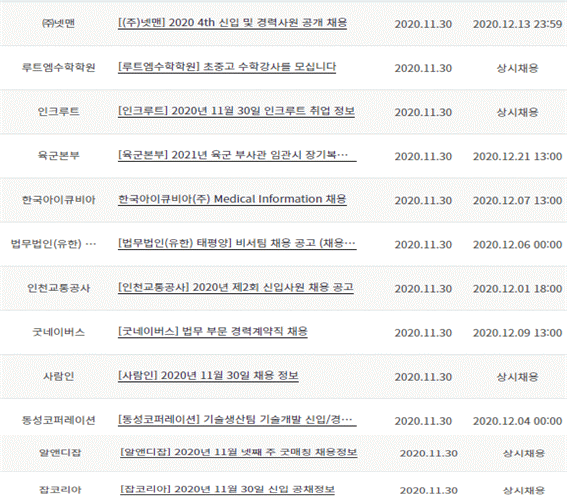 ㈜넷맨 [(주)넷맨] 2020 4th 신입 및 경력사원 공개 채용 2020.11.30 2020.12.13 23:59
루트엠수학학원 [루트엠수학학원] 초중고 수학강사를 모십니다 2020.11.30 상시채용
인크루트 [인크루트] 2020년 11월 30일 인크루트 취업 정보 2020.11.30 상시채용
육군본부 [육군본부] 2021년 육군 부사관 임관시 장기복… 2020.11.30 2020.12.21 13:00
한국아이큐비아 한국아이큐비아(주) Medical Information 채용 2020.11.30 2020.12.07 13:00
법무법인(유한) … [법무법인(유한) 태평양] 비서팀 채용 공고 (채용… 2020.11.30 2020.12.06 00:00
인천교통공사 [인천교통공사] 2020년 제2회 신입사원 채용 공고 2020.11.30 2020.12.01 18:00
굿네이버스 [굿네이버스] 법무 부문 경력계약직 채용 2020.11.30 2020.12.09 13:00
사람인 [사람인] 2020년 11월 30일 채용 정보 2020.11.30 상시채용
동성코퍼레이션 [동성코퍼레이션] 기술생산팀 기술개발 신입/경… 2020.11.30 2020.12.04 00:00
알앤디잡 [알앤디잡] 2020년 11월 넷째 주 굿매칭 채용정보 2020.11.30 상시채용
잡코리아 [잡코리아] 2020년 11월 30일 신입 공채정보 2020.11.30 상시채용